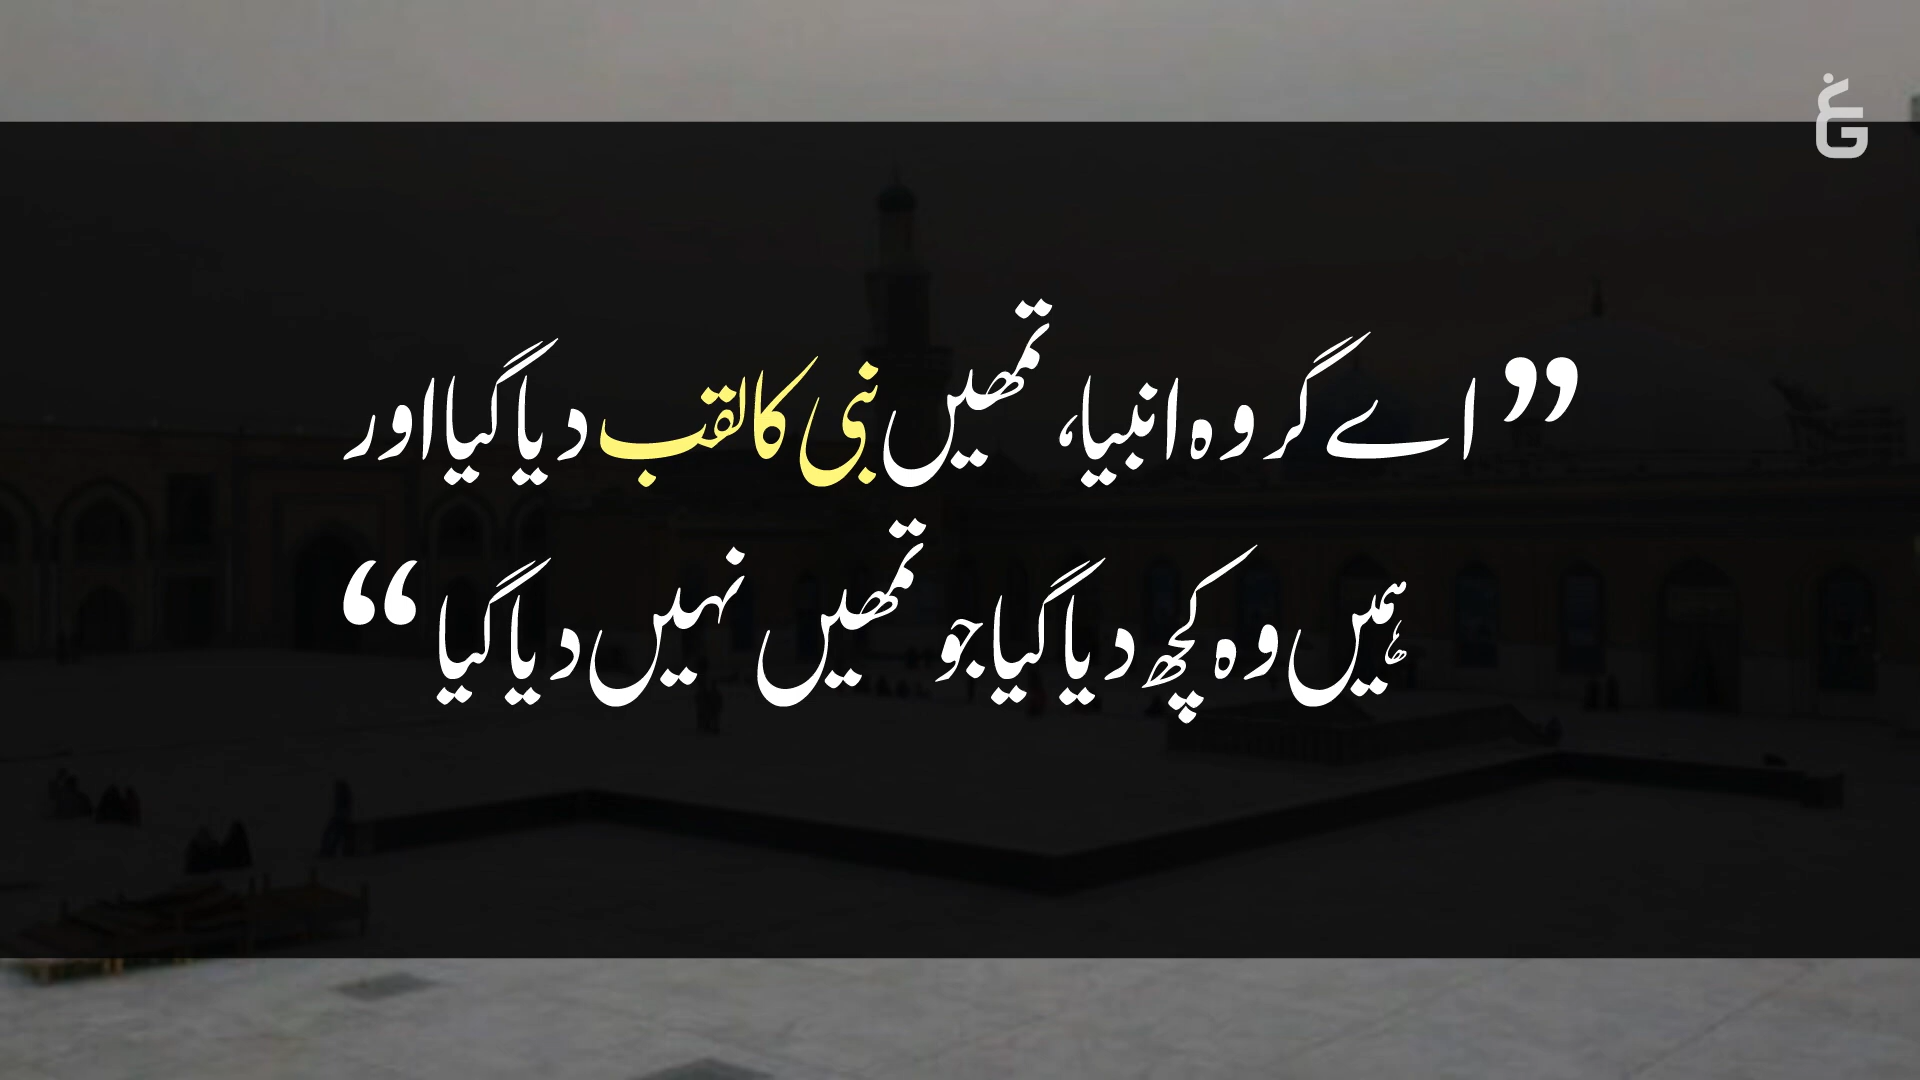 ”اے گروہ انبیا، تمھیں نبی کا لقب دیا گیا اور
ہمیں وہ کچھ دیا گیا جو تمھیں نہیں دیا گیا“